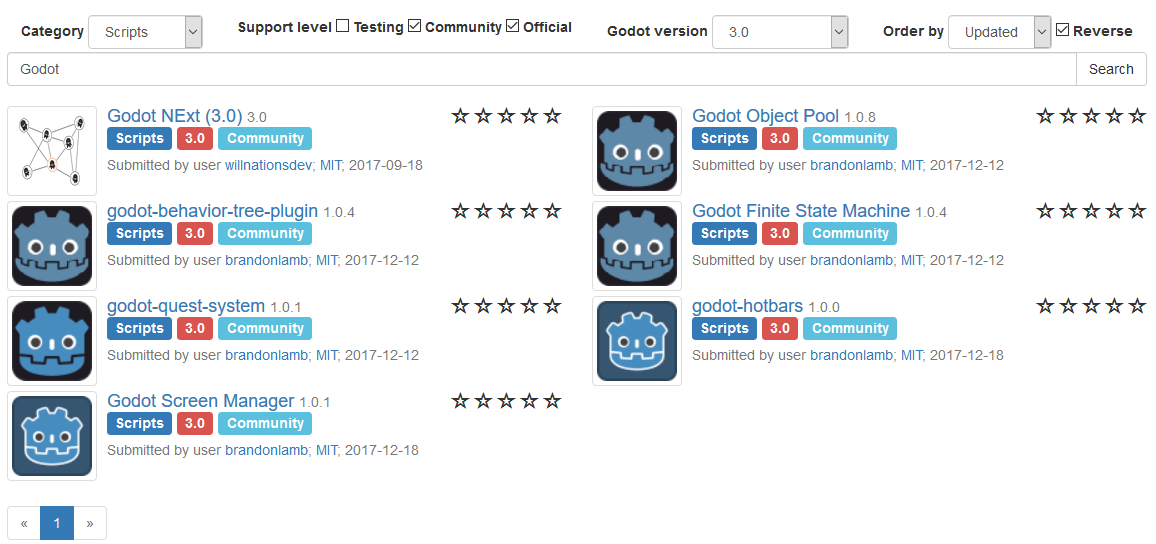 Category Scripts Support level Testing Community Official Godot version 3.0 Order by Updated Reverse
Godot Search
Godot NExt (3.0) 3.0
Scripts 3.0 Community
Submitted by user willnationsdev; MIT; 2017-09-18
Godot Object Pool 1.0.8
Scripts 3.0 Community
Submitted by user brandonlamb; MIT; 2017-12-12
godot-behavior-tree-plugin 1.0.4
Scripts 3.0 Community
Submitted by user brandonlamb; MIT; 2017-12-12
Godot Finite State Machine 1.0.4
Scripts 3.0 Community
Submitted by user brandonlamb; MIT; 2017-12-12
godot-quest-system 1.0.1
Scripts 3.0 Community
Submitted by user brandonlamb; MIT; 2017-12-12
godot-hotbars 1.0.0
Scripts 3.0 Community
Submitted by user brandonlamb; MIT; 2017-12-18
Godot Screen Manager 1.0.1
Scripts 3.0 Community
Submitted by user brandonlamb; MIT; 2017-12-18
« 1 »